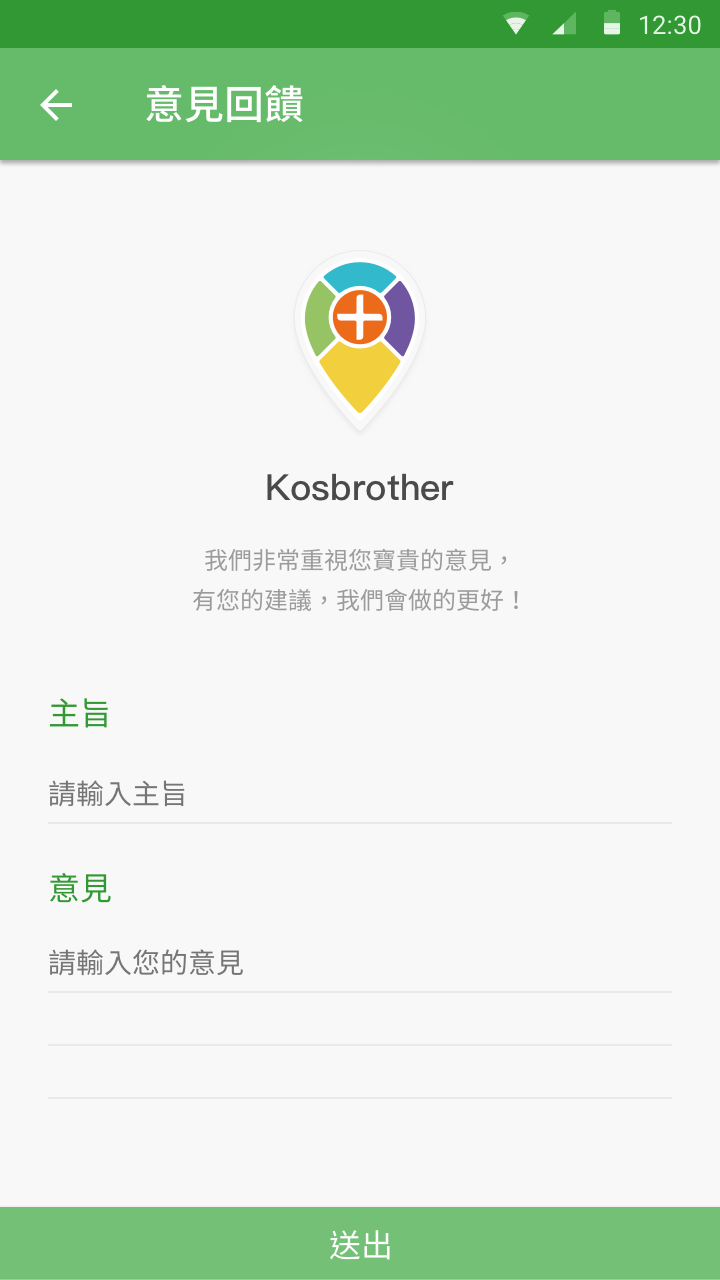 12:30
意見回饋
Kosbrother
我們非常重視您寶貴的意見，
有您的建議，我們會做的更好！
主旨
請輸入主旨
意見
請輸入您的意見
送出